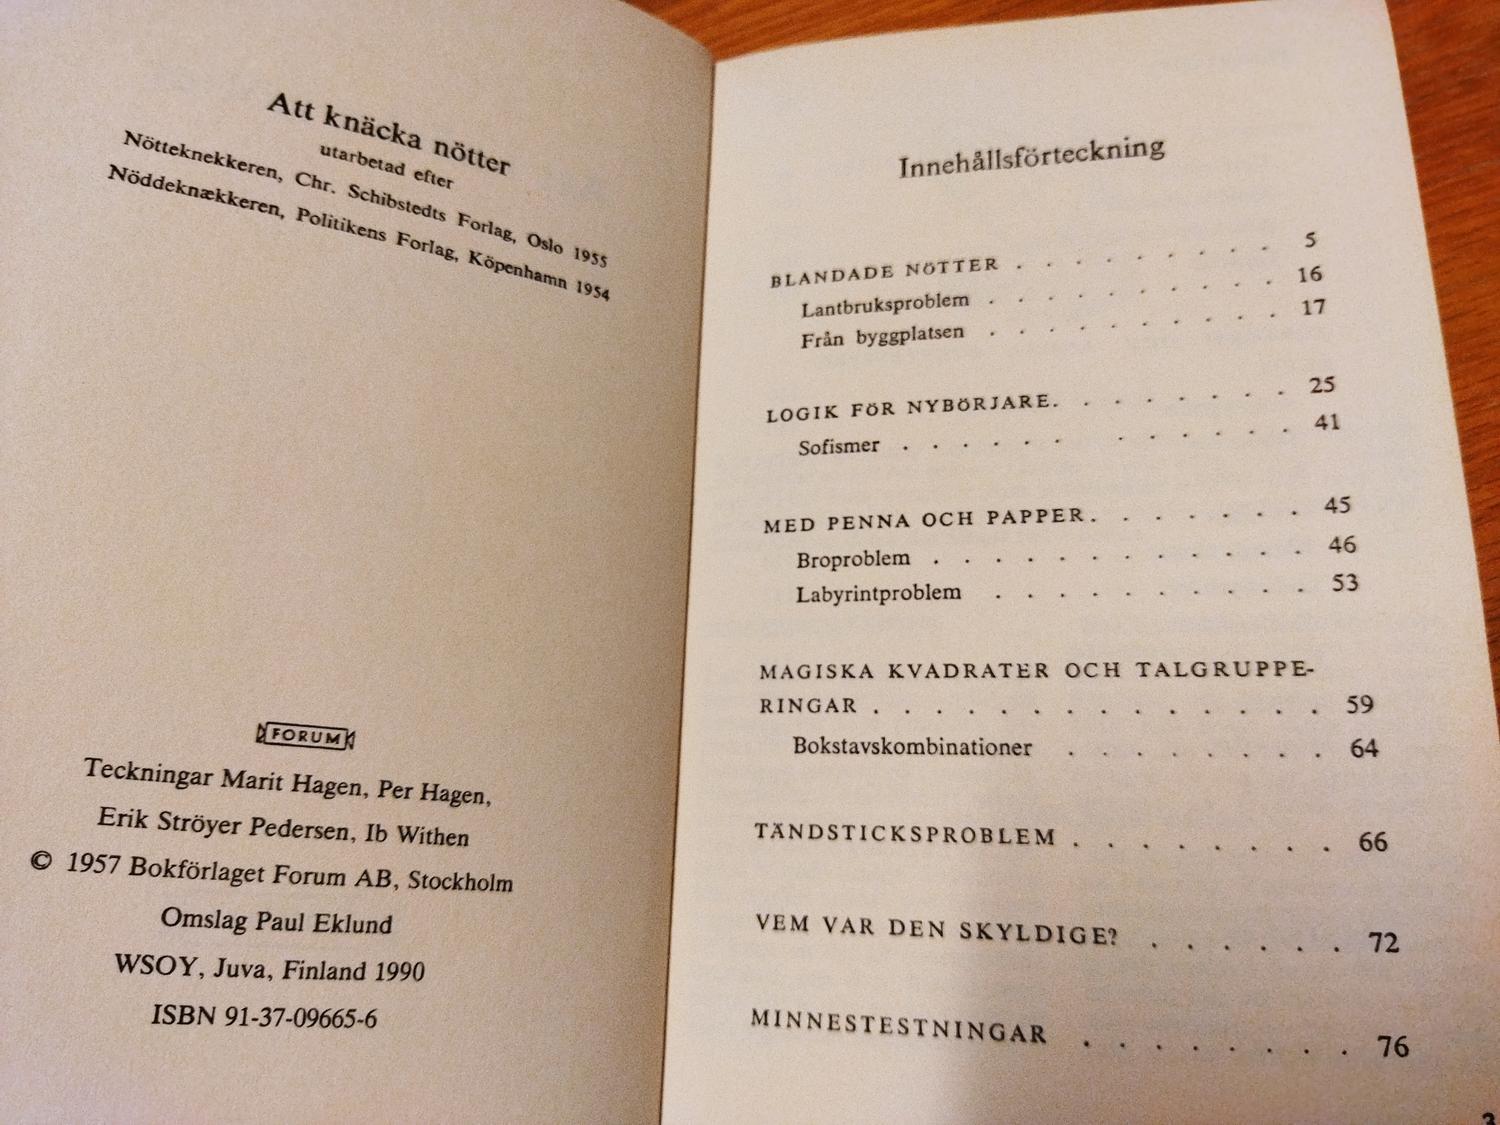 Att knäcka nötter
utarbetad efter
Nötteknekkeren, Chr. Schibstedts Forlag, Oslo 1955
Nöddeknækkeren, Politikens Forlag, Köpenhamn 1954
FORUM
Teckningar Marit Hagen, Per Hagen,
Erik Ströyer Pedersen, Ib Withen
© 1957 Bokförlaget Forum AB, Stockholm
Omslag Paul Eklund
WSOY, Juva, Finland 1990
ISBN 91-37-09665-6
Innehållsförteckning
BLANDADE NÖTTER . . . . . . . . . 5
Lantbruksproblem . . . . . . . . . . 16
Från byggplatsen . . . . . . . . . . 17
LOGIK FÖR NYBÖRJARE. . . . . . . . 25
Sofismer . . . . . . . . . . . 41
MED PENNA OCH PAPPER. . . . . . . 45
Broproblem . . . . . . . . . . . . 46
Labyrintproblem . . . . . . . . . . 53
MAGISKA KVADRATER OCH TALGRUPPE-
RINGAR . . . . . . . . . . . . . . 59
Bokstavskombinationer . . . . . . . . 64
TÄNDSTICKSPROBLEM . . . . . . . . 66
VEM VAR DEN SKYLDIGE? . . . . . . 72
MINNESTESTNINGAR . . . . . . . . 76
3